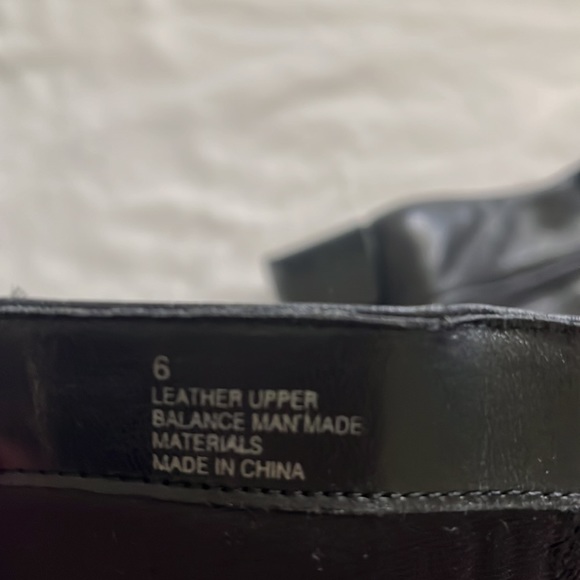 6
LEATHER UPPER
BALANCE MAN MADE
MATERIALS
MADE IN CHINA